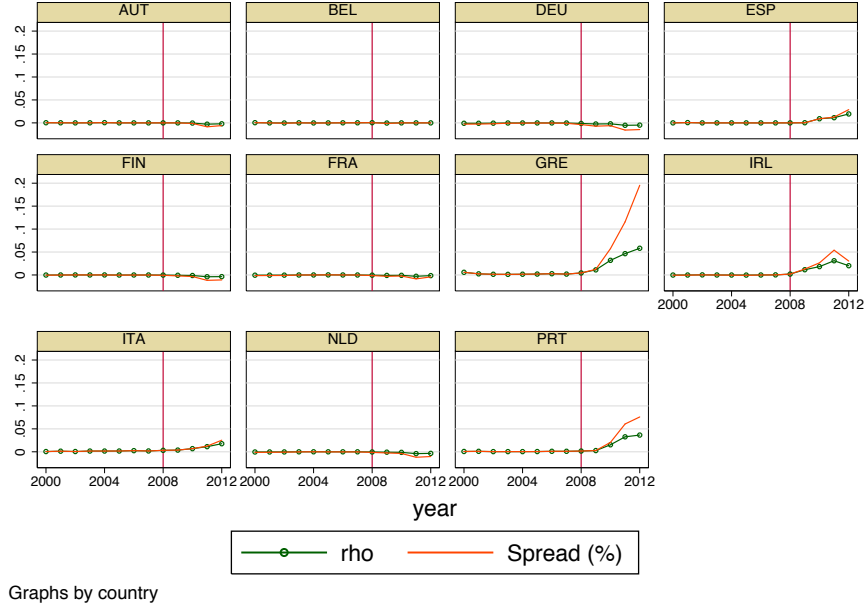 AUT BEL DEU ESP
0 .05 .1 .15 .2
FIN FRA GRE IRL
0 .05 .1 .15 .2
2000 2004 2008 2012
ITA NLD PRT
0 .05 .1 .15 .2
2000 2004 2008 2012 2000 2004 2008 2012 2000 2004 2008 2012
year
rho Spread (%)
Graphs by country